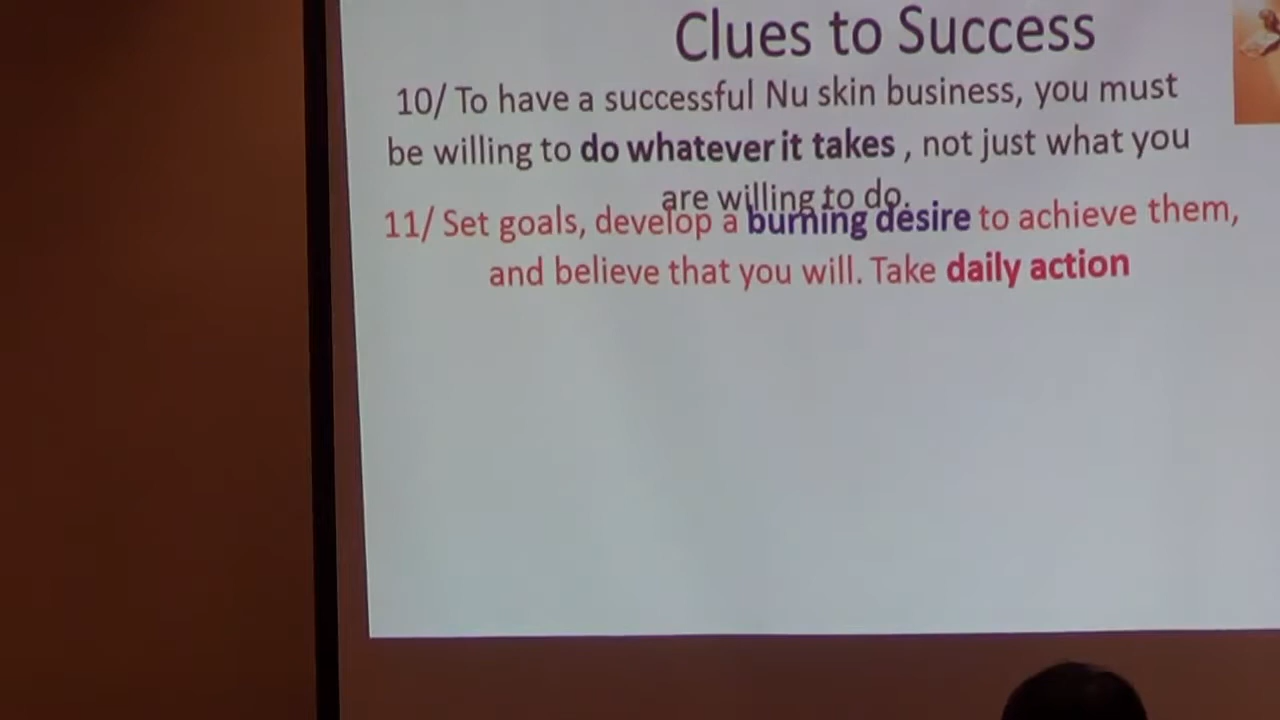 Clues to Success
10/ To have a successful Nu skin business, you must
be willing to do whatever it takes , not just what you
are willing to do.
11/ Set goals, develop a burning desire to achieve them,
and believe that you will. Take daily action